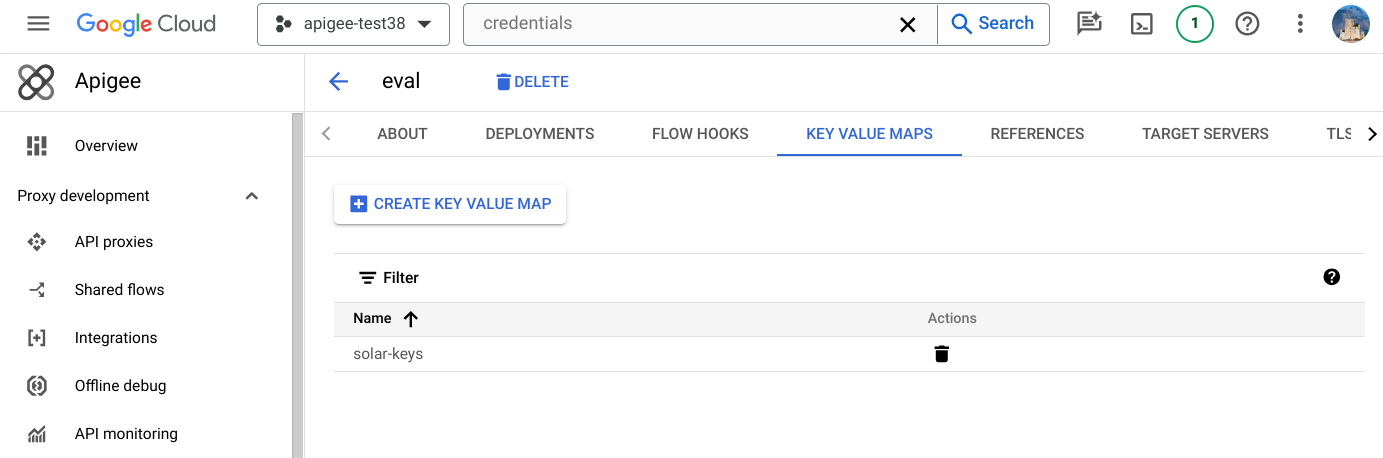 Google Cloud
apigee-test38
credentials
Search
1
Apigee
eval
DELETE
ABOUT
DEPLOYMENTS
FLOW HOOKS
KEY VALUE MAPS
REFERENCES
TARGET SERVERS
TLS
Overview
Proxy development
API proxies
Shared flows
Integrations
Offline debug
API monitoring
CREATE KEY VALUE MAP
Filter
Name
Actions
solar-keys